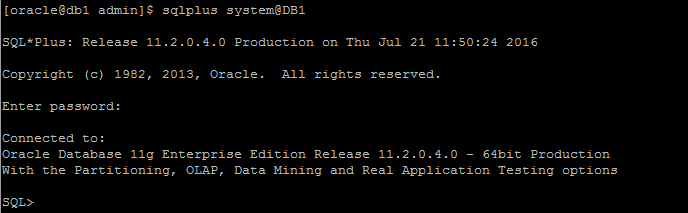 [oracle@db1 admin]$ sqlplus system@DB1
SQL*Plus: Release 11.2.0.4.0 Production on Thu Jul 21 11:50:24 2016
Copyright (c) 1982, 2013, Oracle.  All rights reserved.
Enter password:
Connected to:
Oracle Database 11g Enterprise Edition Release 11.2.0.4.0 - 64bit Production
With the Partitioning, OLAP, Data Mining and Real Application Testing options
SQL>